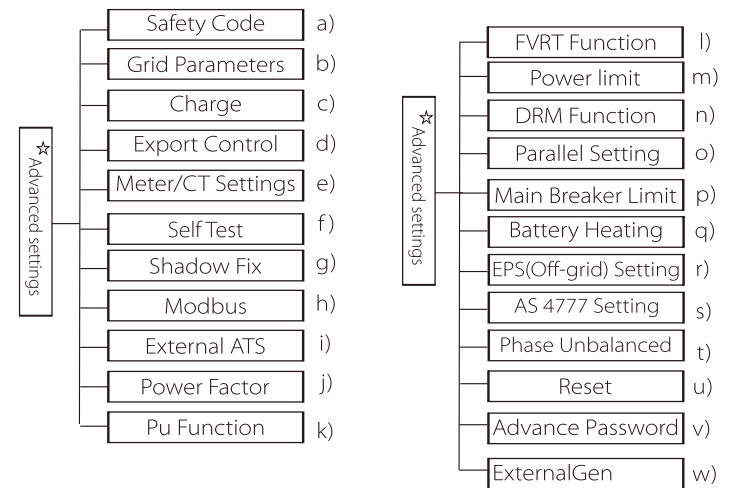 ☆ Advanced settings
Safety Code a)
Grid Parameters b)
Charge c)
Export Control d)
Meter/CT Settings e)
Self Test f)
Shadow Fix g)
Modbus h)
External ATS i)
Power Factor j)
Pu Function k)
☆ Advanced settings
FVRT Function l)
Power limit m)
DRM Function n)
Parallel Setting o)
Main Breaker Limit p)
Battery Heating q)
EPS(Off-grid) Setting r)
AS 4777 Setting s)
Phase Unbalanced t)
Reset u)
Advance Password v)
ExternalGen w)